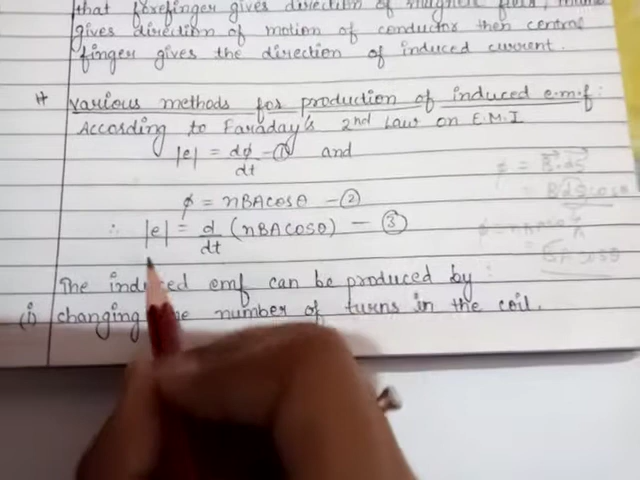 that forefinger gives direction of magnetic field, thumb
gives direction of motion of conductor then central
finger gives the direction of induced current.
# various methods for production of induced e.m.f:
According to Faraday's 2nd Law on E.M.I
|e| = dϕ/dt -① and
ϕ = nBACosθ -②
∴ |e| = d/dt (nBACosθ) - ③
The induced emf can be produced by
(i) changing the number of turns in the coil.